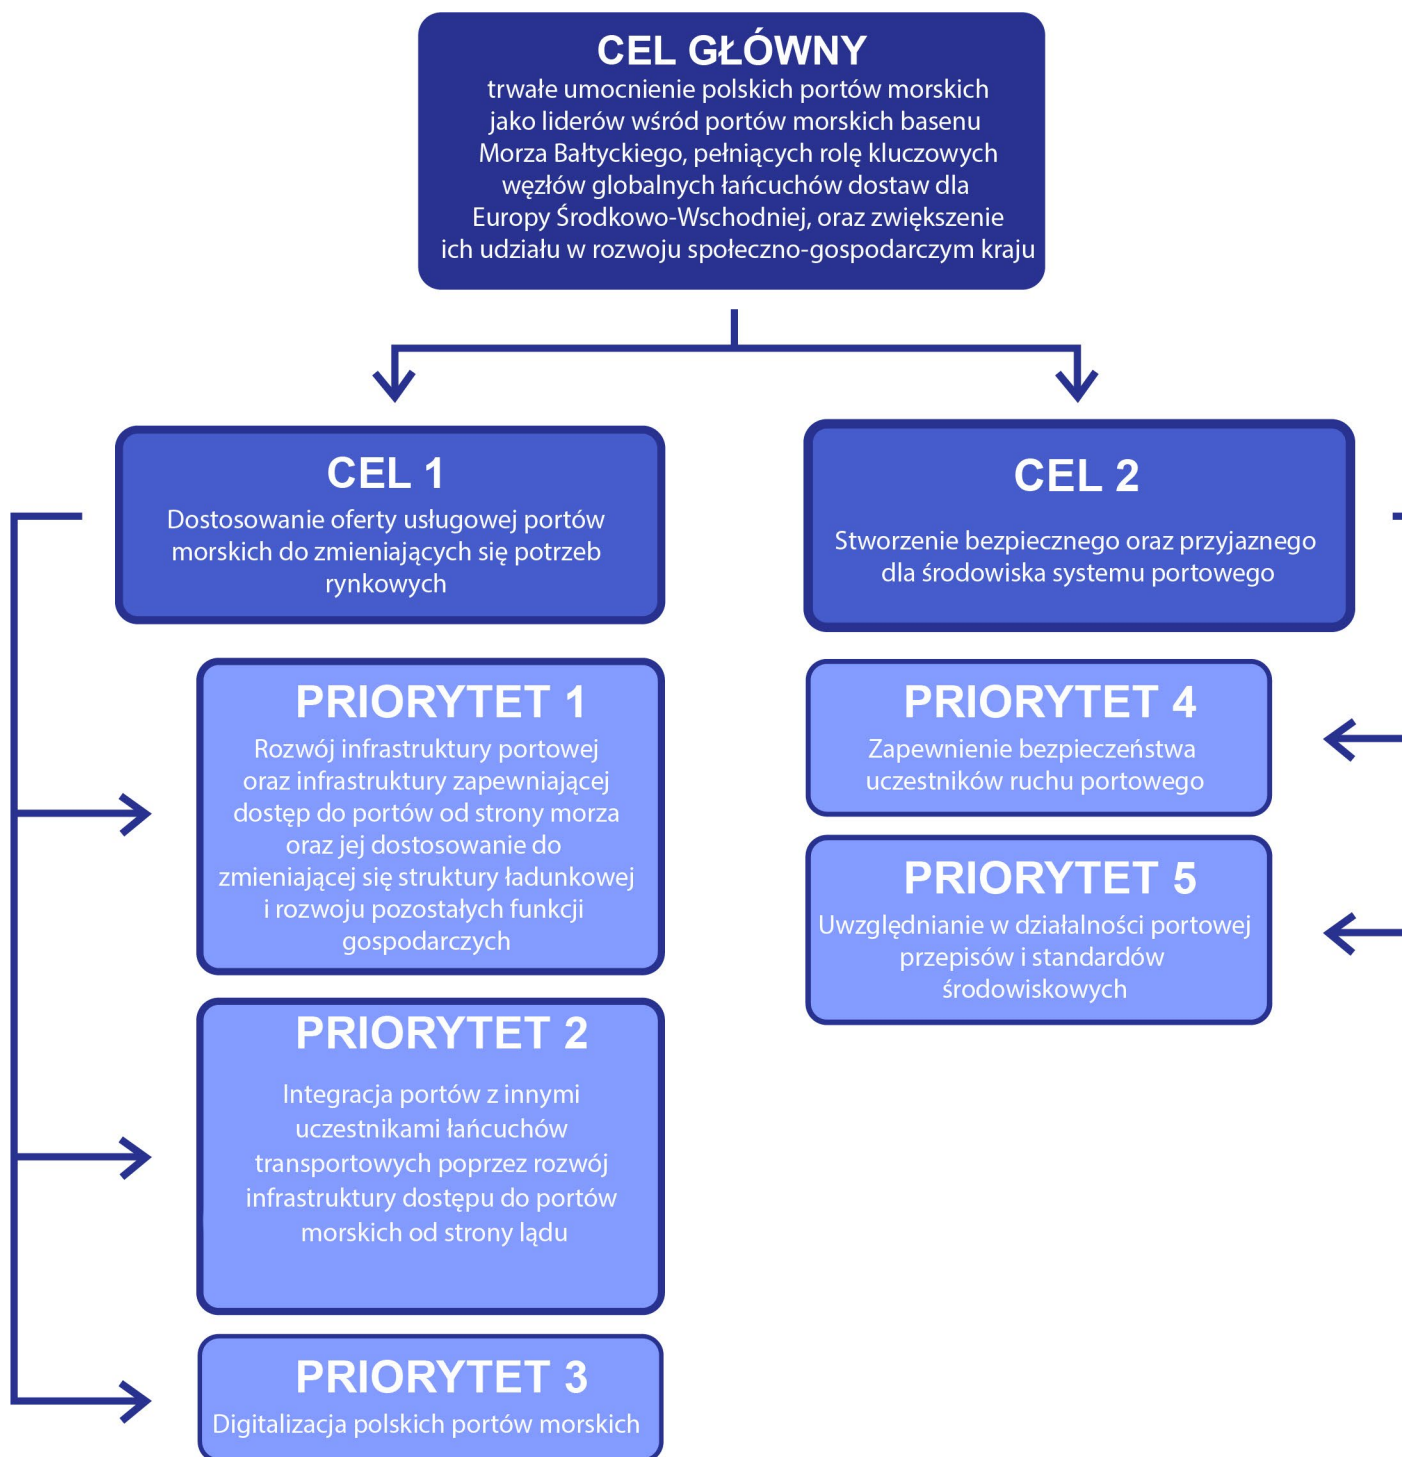 CEL GŁÓWNY
trwałe umocnienie polskich portów morskich
jako liderów wśród portów morskich basenu
Morza Bałtyckiego, pełniących rolę kluczowych
węzłów globalnych łańcuchów dostaw dla
Europy Środkowo-Wschodniej, oraz zwiększenie
ich udziału w rozwoju społeczno-gospodarczym kraju
CEL 1
Dostosowanie oferty usługowej portów
morskich do zmieniających się potrzeb
rynkowych
PRIORYTET 1
Rozwój infrastruktury portowej
oraz infrastruktury zapewniającej
dostęp do portów od strony morza
oraz jej dostosowanie do
zmieniającej się struktury ładunkowej
i rozwoju pozostałych funkcji
gospodarczych
PRIORYTET 2
Integracja portów z innymi
uczestnikami łańcuchów
transportowych poprzez rozwój
infrastruktury dostępu do portów
morskich od strony lądu
PRIORYTET 3
Digitalizacja polskich portów morskich
CEL 2
Stworzenie bezpiecznego oraz przyjaznego
dla środowiska systemu portowego
PRIORYTET 4
Zapewnienie bezpieczeństwa
uczestników ruchu portowego
PRIORYTET 5
Uwzględnianie w działalności portowej
przepisów i standardów
środowiskowych